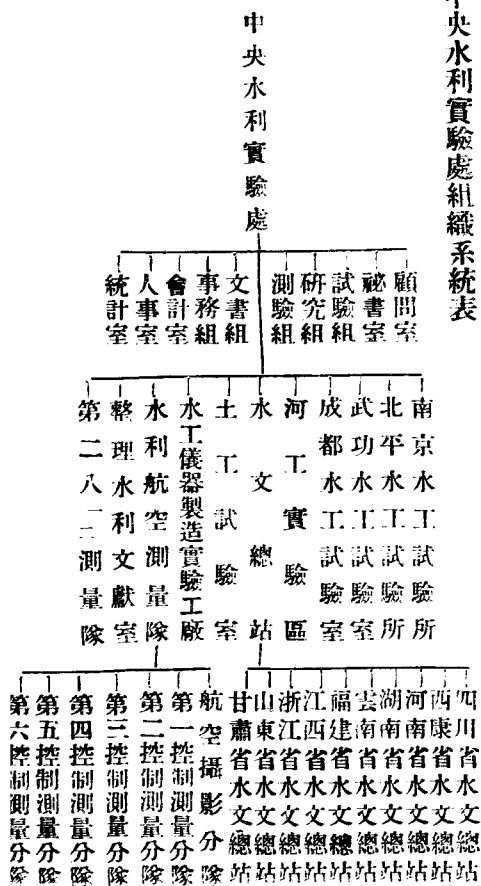 中央水利實驗處組織系統表
中央水利實驗處
顧問室
祕書室
試驗組
研究組
測驗組
文書組
事務組
會計室
人事室
統計室
南京水工試驗所
北平水工試驗所
武功水工試驗室
成都水工試驗室
河工實驗區
水文總站
土工試驗室
水工儀器製造實驗工廠
水利航空測量隊
整理水利文獻室
第二八二測量隊
四川省水文總站
西康省水文總站
河南省水文總站
湖南省水文總站
雲南省水文總站
福建省水文總站
江西省水文總站
浙江省水文總站
山東省水文總站
甘肅省水文總站
航空攝影分隊
第一控制測量分隊
第二控制測量分隊
第三控制測量分隊
第四控制測量分隊
第五控制測量分隊
第六控制測量分隊